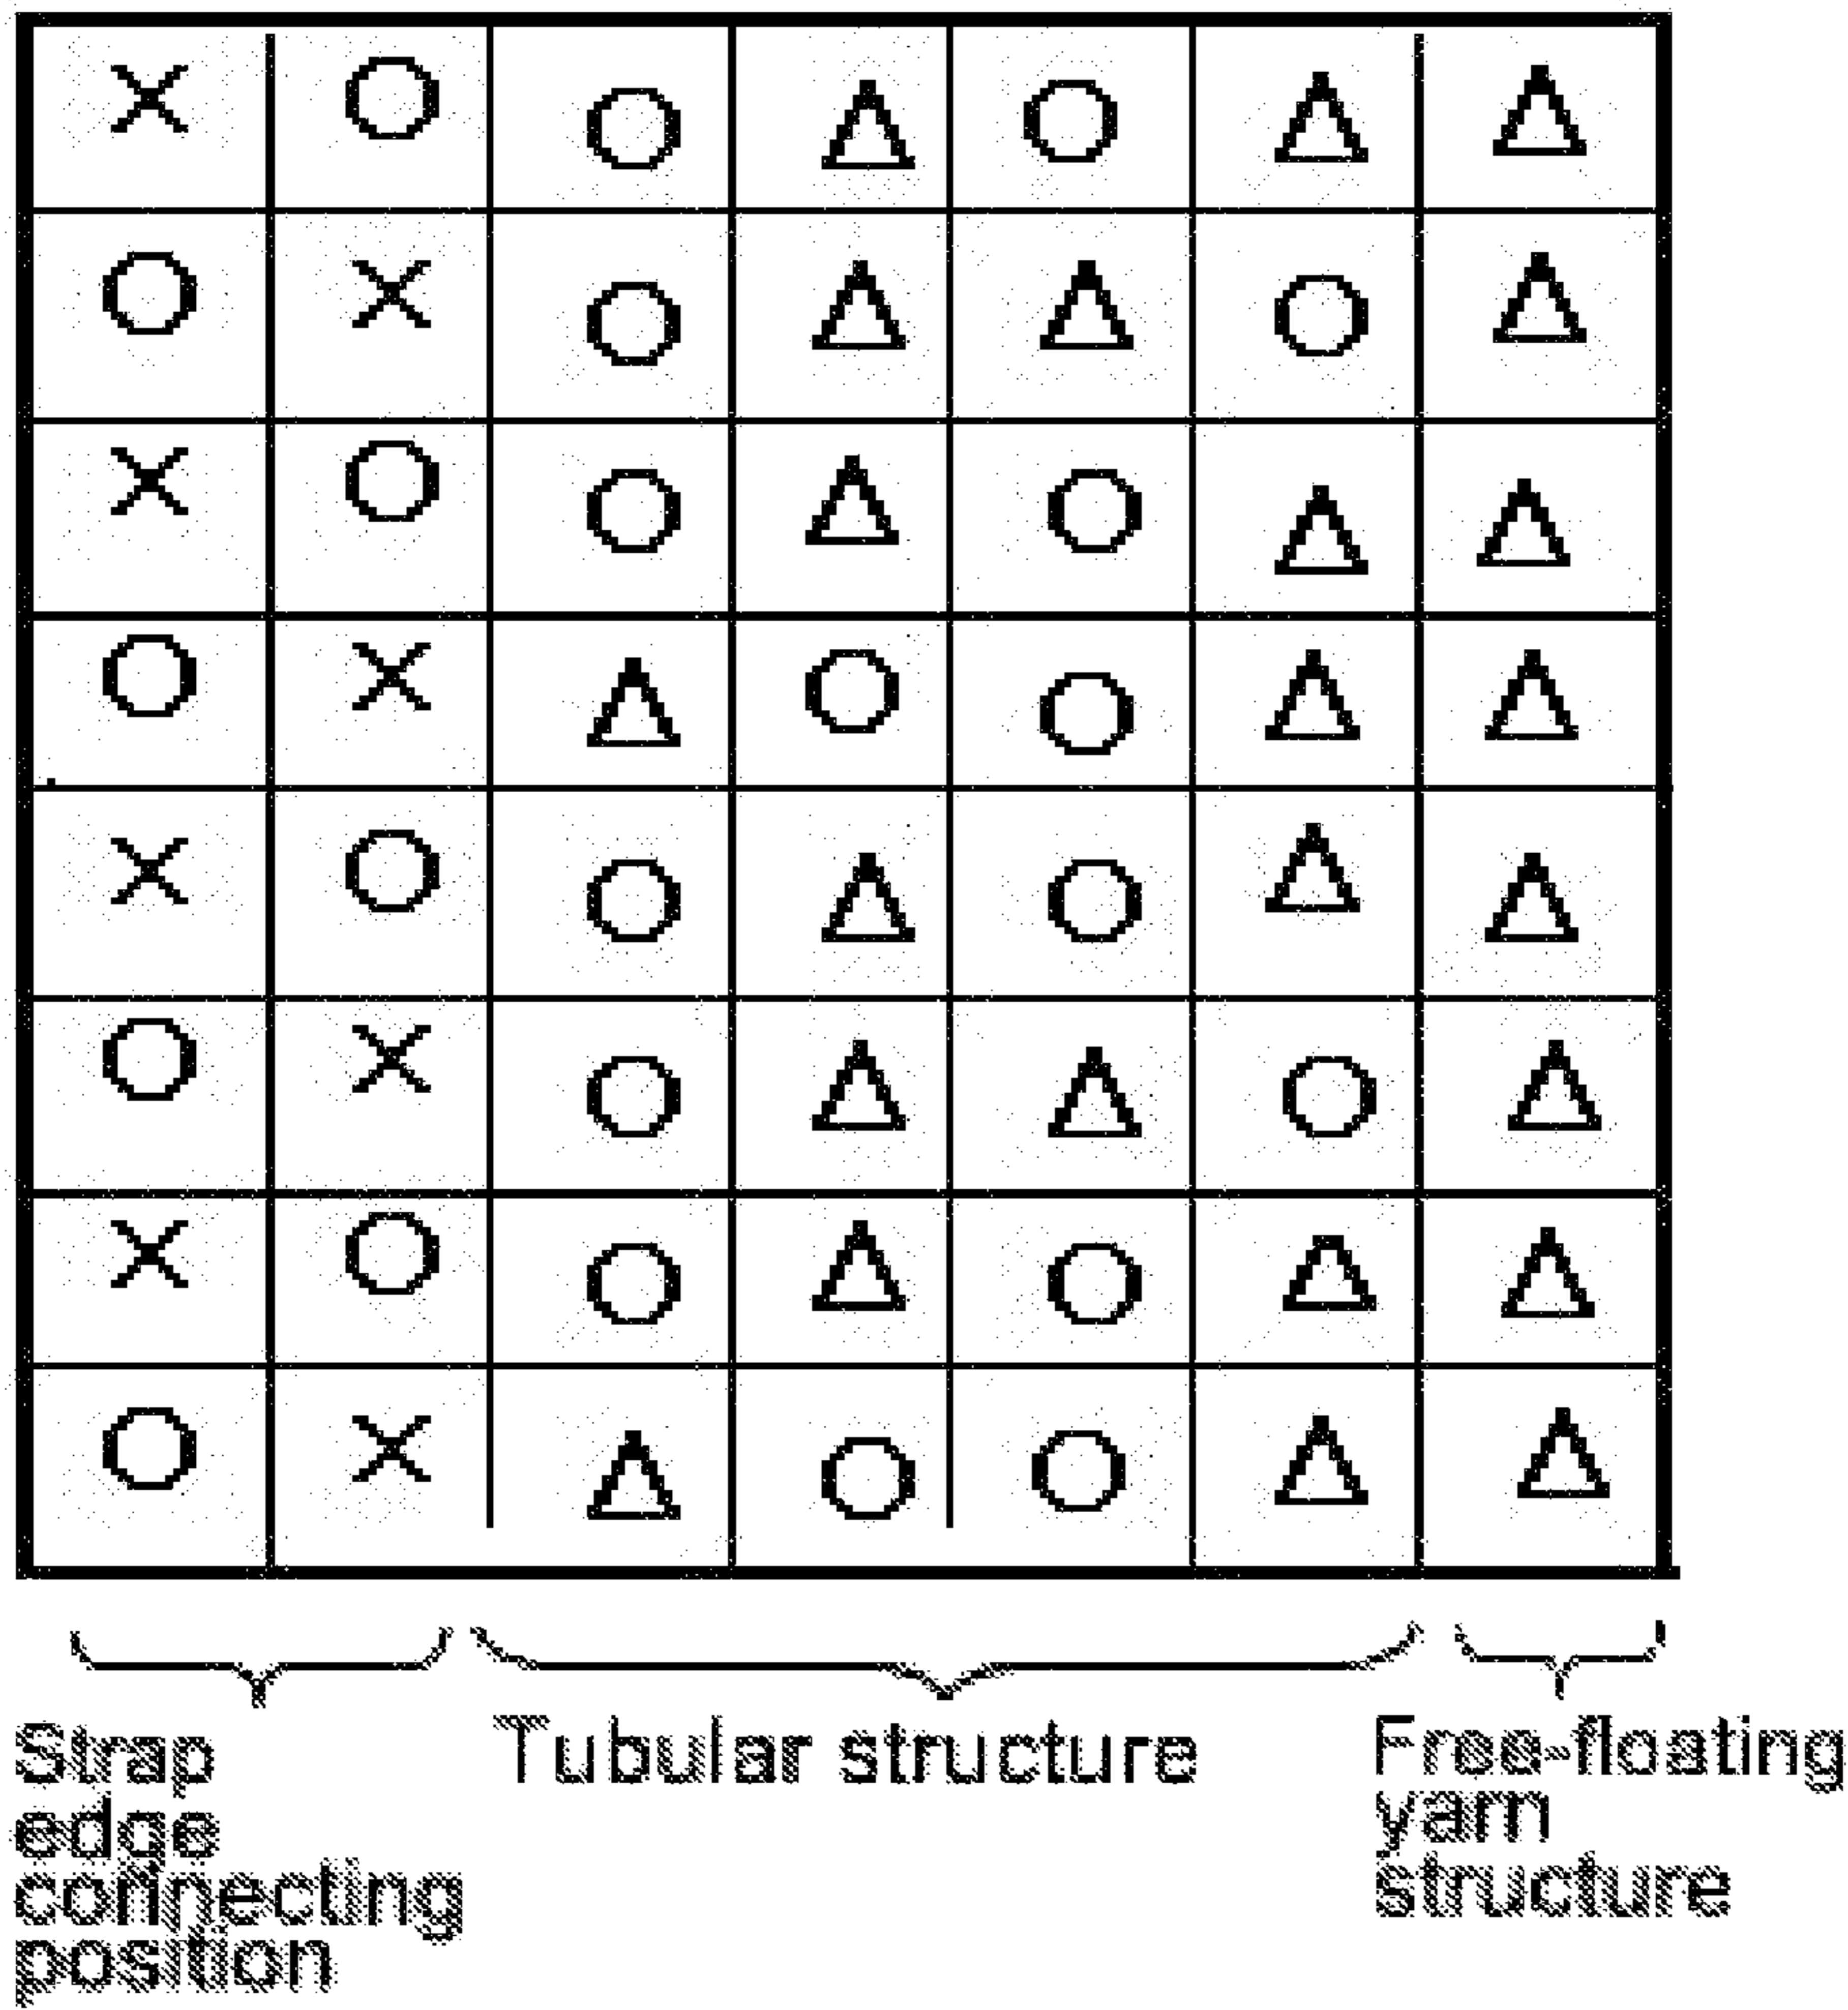 Strap
edge
connecting
position
Tubular structure
Free-floating
yarn
structure